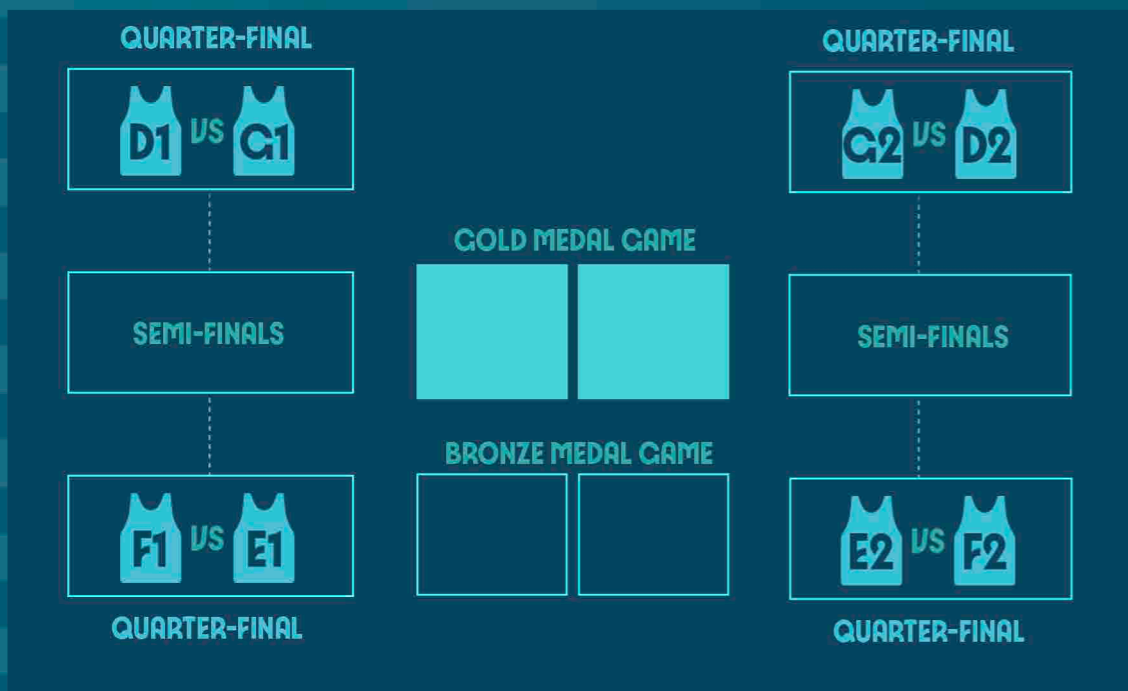 QUARTER-FINAL
D1 VS G1
QUARTER-FINAL
G2 VS D2
GOLD MEDAL GAME
SEMI-FINALS
SEMI-FINALS
BRONZE MEDAL GAME
F1 VS E1
QUARTER-FINAL
E2 VS F2
QUARTER-FINAL